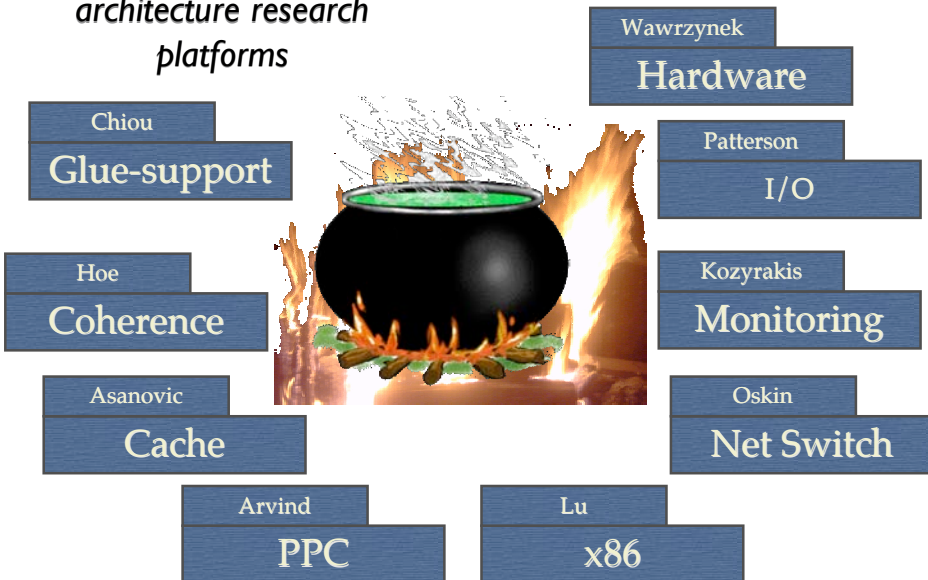 architecture research
platforms
Wawrzynek
Hardware
Chiou
Glue-support
Patterson
I/O
Hoe
Coherence
Kozyrakis
Monitoring
Asanovic
Cache
Oskin
Net Switch
Arvind
PPC
Lu
x86